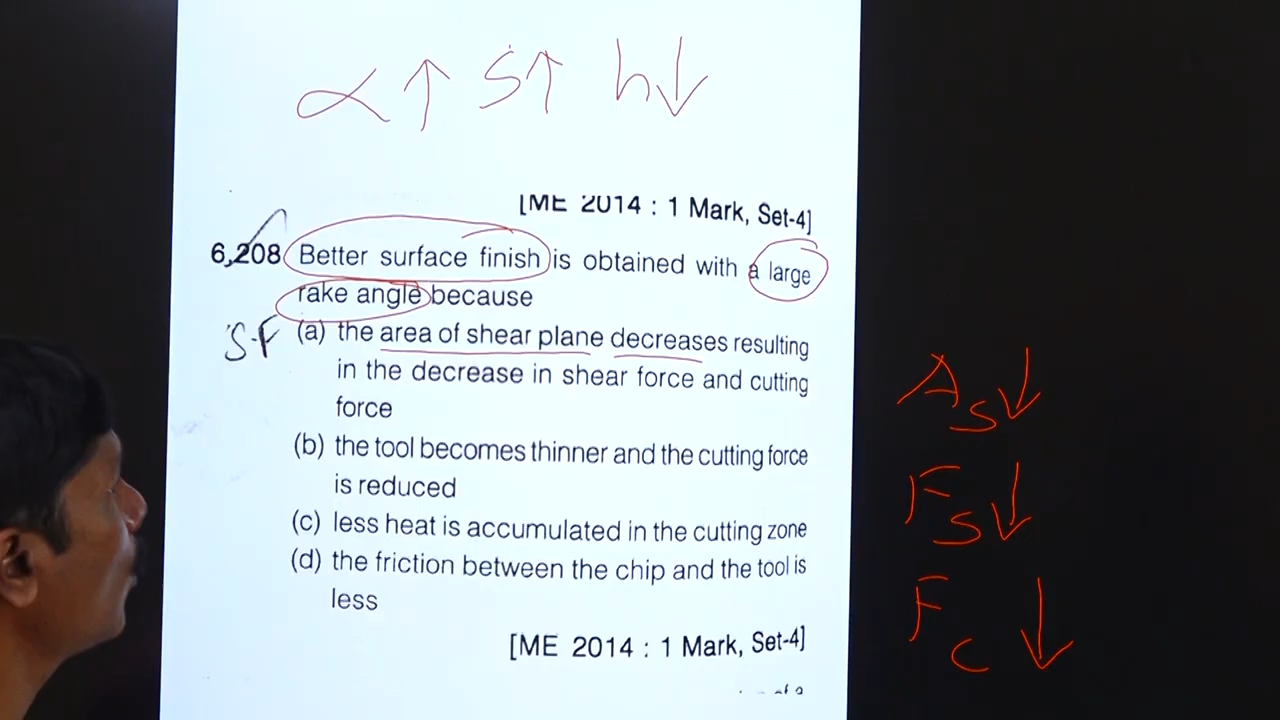 α↑ S↑ h↓
[ME 2014 : 1 Mark, Set-4]
6.208 Better surface finish is obtained with a large
rake angle because
S.F (a) the area of shear plane decreases resulting
in the decrease in shear force and cutting
force
(b) the tool becomes thinner and the cutting force
is reduced
(c) less heat is accumulated in the cutting zone
(d) the friction between the chip and the tool is
less
[ME 2014 : 1 Mark, Set-4]
A_S↓
F_S↓
F_C↓